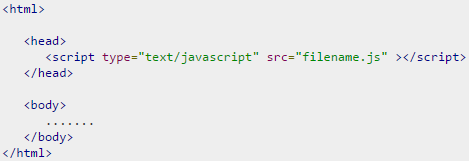 <html>
<head>
<script type="text/javascript" src="filename.js" ></script>
</head>
<body>
.......
</body>
</html>